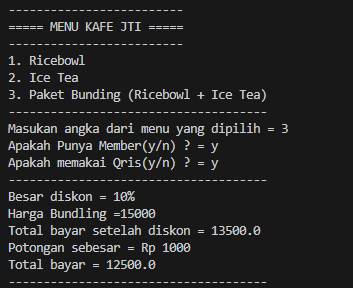 -------------------------
===== MENU KAFE JTI =====
-------------------------
1. Ricebowl
2. Ice Tea
3. Paket Bunding (Ricebowl + Ice Tea)
-------------------------------------
Masukan angka dari menu yang dipilih = 3
Apakah Punya Member(y/n) ? = y
Apakah memakai Qris(y/n) ? = y
-------------------------------------
Besar diskon = 10%
Harga Bundling =15000
Total bayar setelah diskon = 13500.0
Potongan sebesar = Rp 1000
Total bayar = 12500.0
-------------------------------------